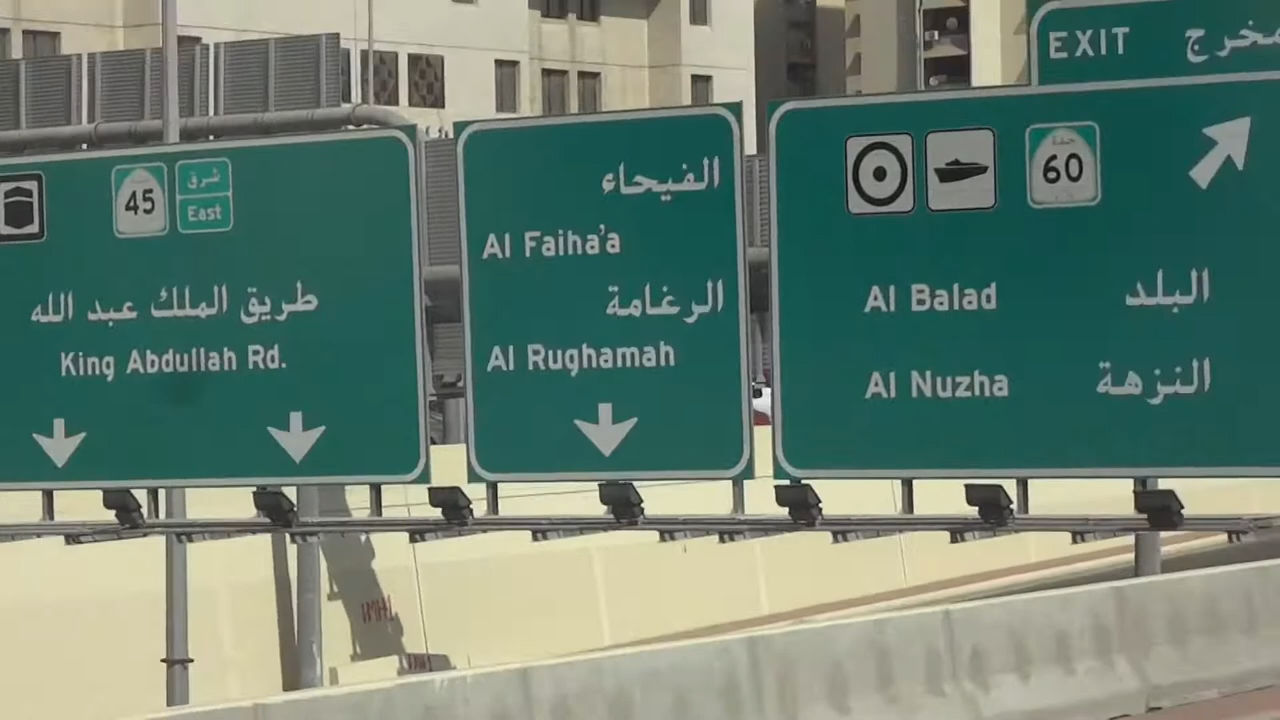 45
شرق
East
طريق الملك عبد الله
King Abdullah Rd.
الفيحاء
Al Faiha'a
الرغامة
Al Rughamah
EXIT مخرج
60
Al Balad البلد
Al Nuzha النزهة